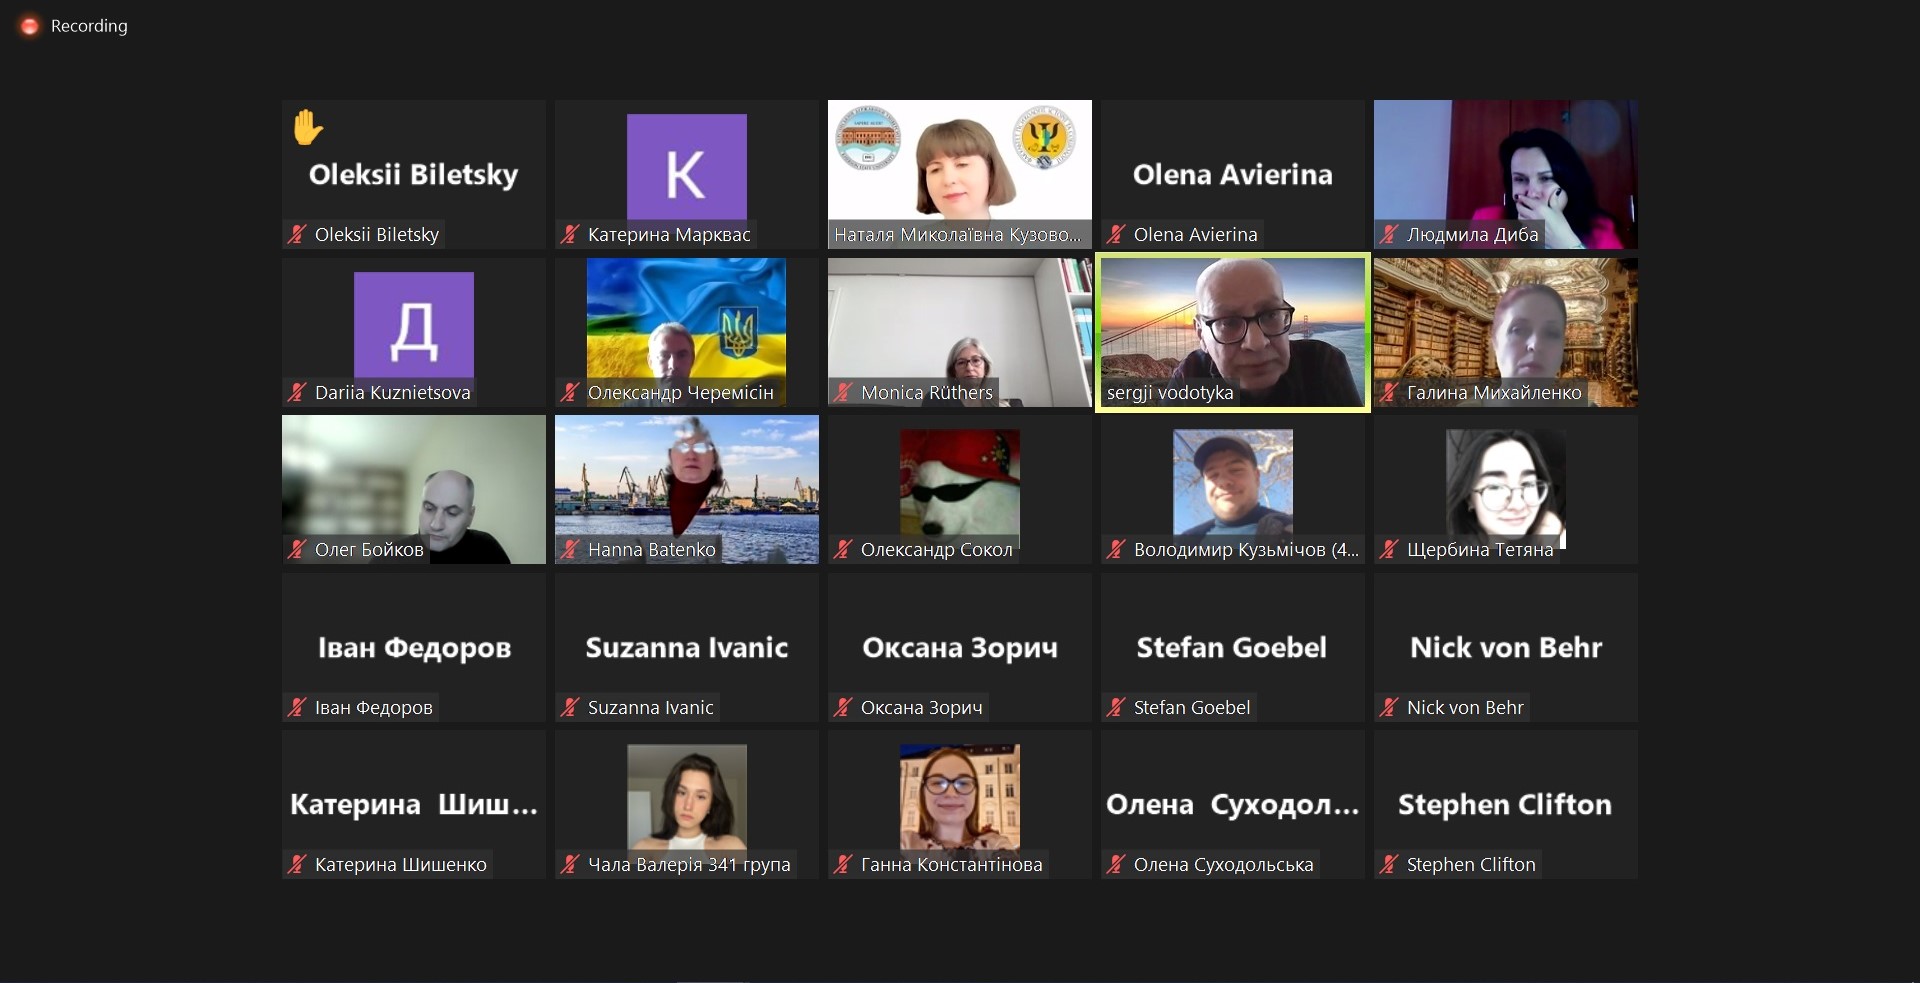 Recording
Oleksii Biletsky
Oleksii Biletsky
К
Катерина Марквас
Наталя Миколаївна Кузово...
Olena Avierina
Olena Avierina
Людмила Диба
Д
Dariia Kuznietsova
Олександр Черемісін
Monica Rüthers
sergji vodotyka
Галина Михайленко
Олег Бойков
Hanna Batenko
Олександр Сокол
Володимир Кузьмічов (4...
Щербина Тетяна
Іван Федоров
Іван Федоров
Suzanna Ivanic
Suzanna Ivanic
Оксана Зорич
Оксана Зорич
Stefan Goebel
Stefan Goebel
Nick von Behr
Nick von Behr
Катерина Шиш...
Катерина Шишенко
Чала Валерія 341 група
Ганна Константінова
Олена Суходол...
Олена Суходольська
Stephen Clifton
Stephen Clifton